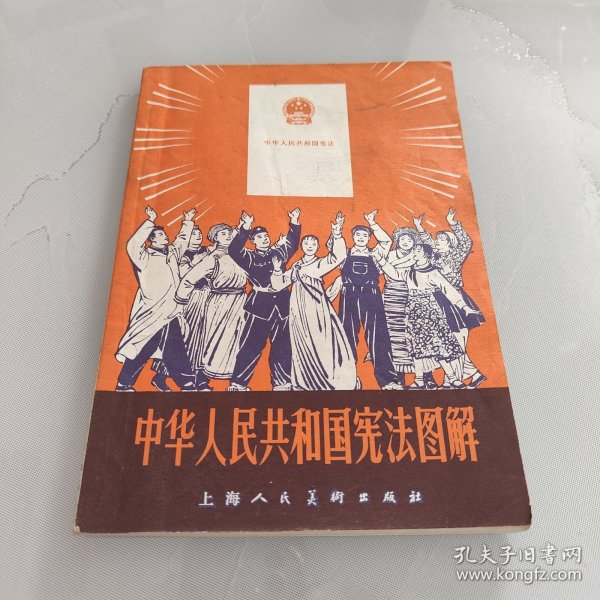 中华人民共和国宪法
中华人民共和国宪法图解
上海人民美術出版社
孔夫子旧书网
www.kongfz.com